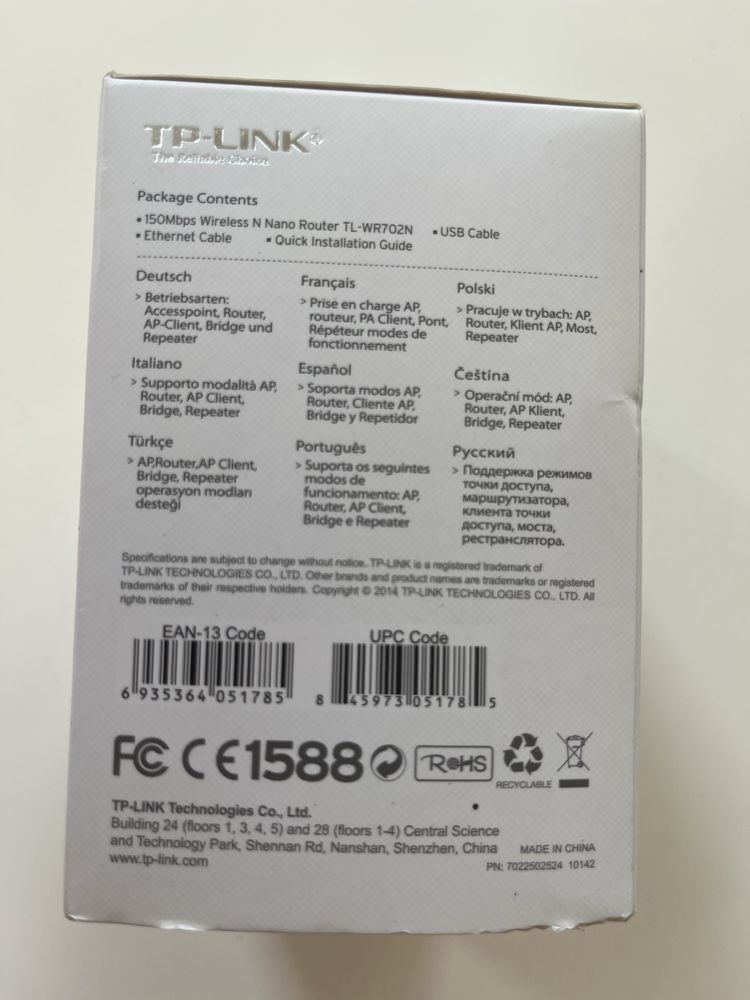 TP-LINK®
The Reliable Choice
Package Contents
▪ 150Mbps Wireless N Nano Router TL-WR702N ▪ USB Cable
▪ Ethernet Cable ▪ Quick Installation Guide
Deutsch
> Betriebsarten:
Accesspoint, Router,
AP-Client, Bridge und
Repeater
Français
> Prise en charge AP,
routeur, PA Client, Pont,
Répéteur modes de
fonctionnement
Polski
> Pracuje w trybach: AP,
Router, Klient AP, Most,
Repeater
Italiano
> Supporto modalità AP,
Router, AP Client,
Bridge, Repeater
Español
> Soporta modos AP,
Router, Cliente AP,
Bridge y Repetidor
Čeština
> Operační mód: AP,
Router, AP Klient,
Bridge, Repeater
Türkçe
> AP,Router,AP Client,
Bridge, Repeater
operasyon modları
desteği
Português
> Suporta os seguintes
modos de
funcionamento: AP,
Router, AP Client,
Bridge e Repeater
Русский
> Поддержка режимов
точки доступа,
маршрутизатора,
клиента точки
доступа, моста,
рестранслятора.
Specifications are subject to change without notice. TP-LINK is a registered trademark of
TP-LINK TECHNOLOGIES CO., LTD. Other brands and product names are trademarks or registered
trademarks of their respective holders. Copyright © 2014 TP-LINK TECHNOLOGIES CO., LTD. All
rights reserved.
EAN-13 Code
6 935364 051785
UPC Code
8 45973 05178 5
FC CE1588 RoHS
RECYCLABLE
TP-LINK Technologies Co., Ltd.
Building 24 (floors 1, 3, 4, 5) and 28 (floors 1-4) Central Science
and Technology Park, Shennan Rd, Nanshan, Shenzhen, China
www.tp-link.com
MADE IN CHINA
PN: 7022502524 10142